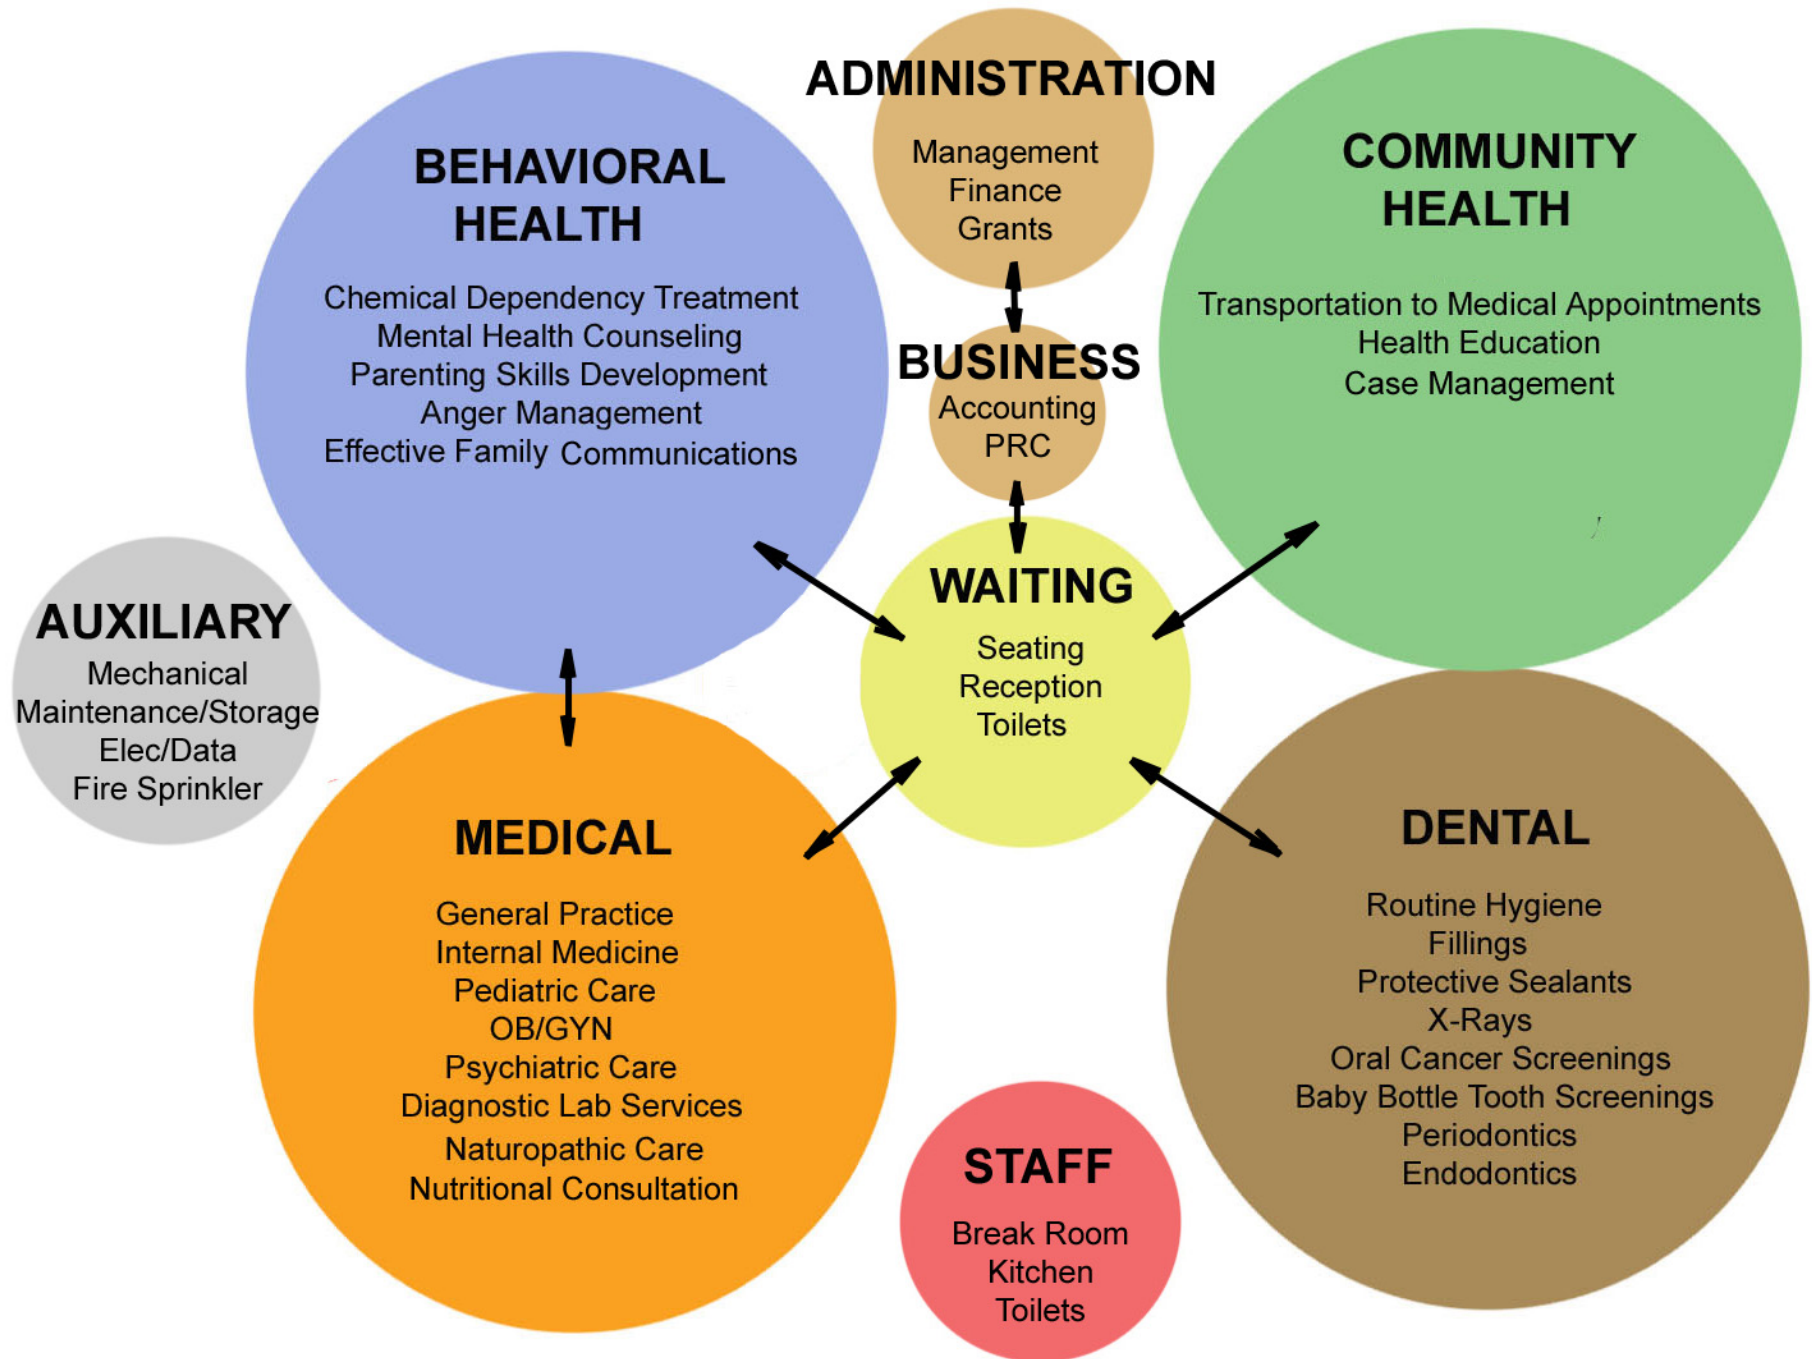 ADMINISTRATION
Management
Finance
Grants
BEHAVIORAL
HEALTH
Chemical Dependency Treatment
Mental Health Counseling
Parenting Skills Development
Anger Management
Effective Family Communications
COMMUNITY
HEALTH
Transportation to Medical Appointments
Health Education
Case Management
BUSINESS
Accounting
PRC
WAITING
Seating
Reception
Toilets
AUXILIARY
Mechanical
Maintenance/Storage
Elec/Data
Fire Sprinkler
MEDICAL
General Practice
Internal Medicine
Pediatric Care
OB/GYN
Psychiatric Care
Diagnostic Lab Services
Naturopathic Care
Nutritional Consultation
DENTAL
Routine Hygiene
Fillings
Protective Sealants
X-Rays
Oral Cancer Screenings
Baby Bottle Tooth Screenings
Periodontics
Endodontics
STAFF
Break Room
Kitchen
Toilets